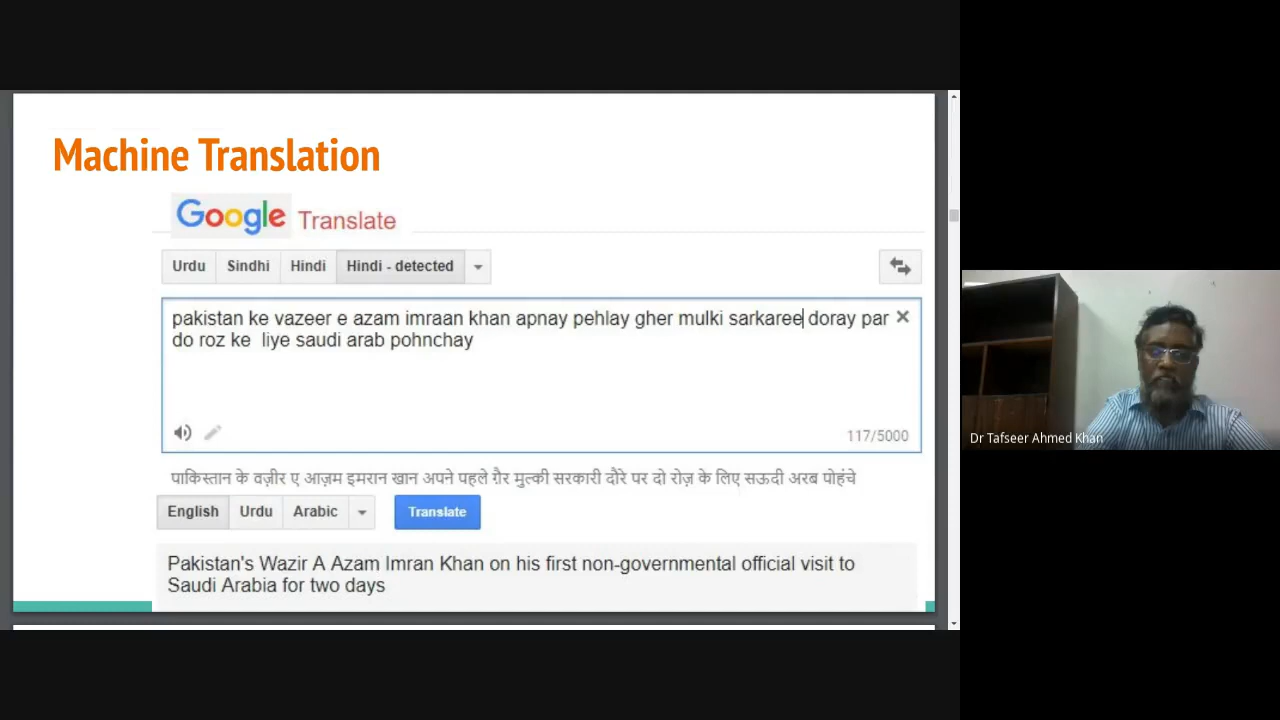 Machine Translation
Google Translate
Urdu Sindhi Hindi Hindi - detected
pakistan ke vazeer e azam imraan khan apnay pehlay gher mulki sarkaree doray par
do roz ke liye saudi arab pohnchay
117/5000
पाकिस्तान के वज़ीर ए आज़म इमरान खान अपने पहले ग़ैर मुल्की सरकारी दौरे पर दो रोज़ के लिए सऊदी अरब पोहंचे
English Urdu Arabic Translate
Pakistan's Wazir A Azam Imran Khan on his first non-governmental official visit to
Saudi Arabia for two days
Dr Tafseer Ahmed Khan